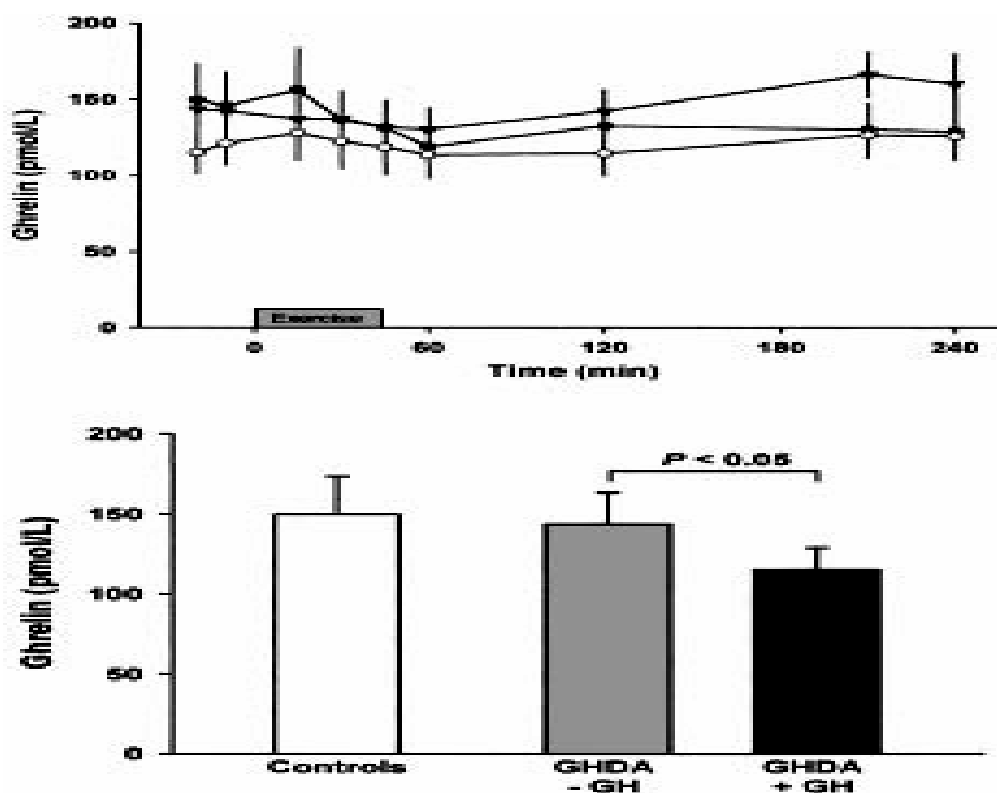 200
150
100
50
0
Ghrelin (pmol/L)
Exercise
0 60 120 180 240
Time (min)
200
150
100
50
0
Ghrelin (pmol/L)
P < 0.05
Controls GHDA GHDA
- GH + GH